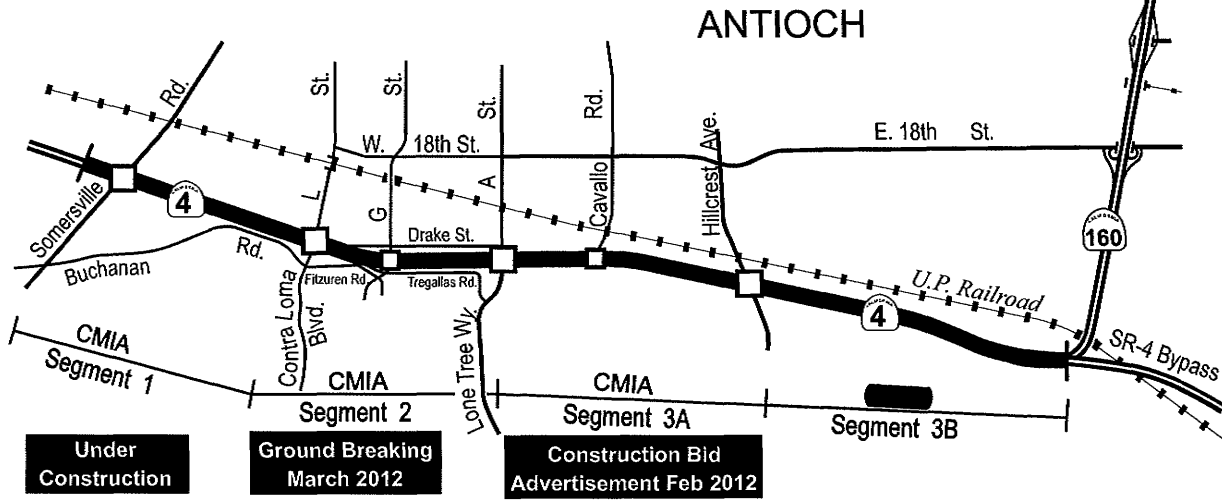 ANTIOCH
Rd.
St.
St.
St.
Rd.
Hillcrest Ave.
W. 18th St.
E. 18th St.
Somersville
4
L
G
A
Cavallo
160
Buchanan
Rd.
Drake St.
Fitzuren Rd
Tregallas Rd.
Contra Loma
Blvd.
Lone Tree Wy.
4
U.P. Railroad
SR-4 Bypass
CMIA
Segment 1
CMIA
Segment 2
CMIA
Segment 3A
Segment 3B
Under
Construction
Ground Breaking
March 2012
Construction Bid
Advertisement Feb 2012